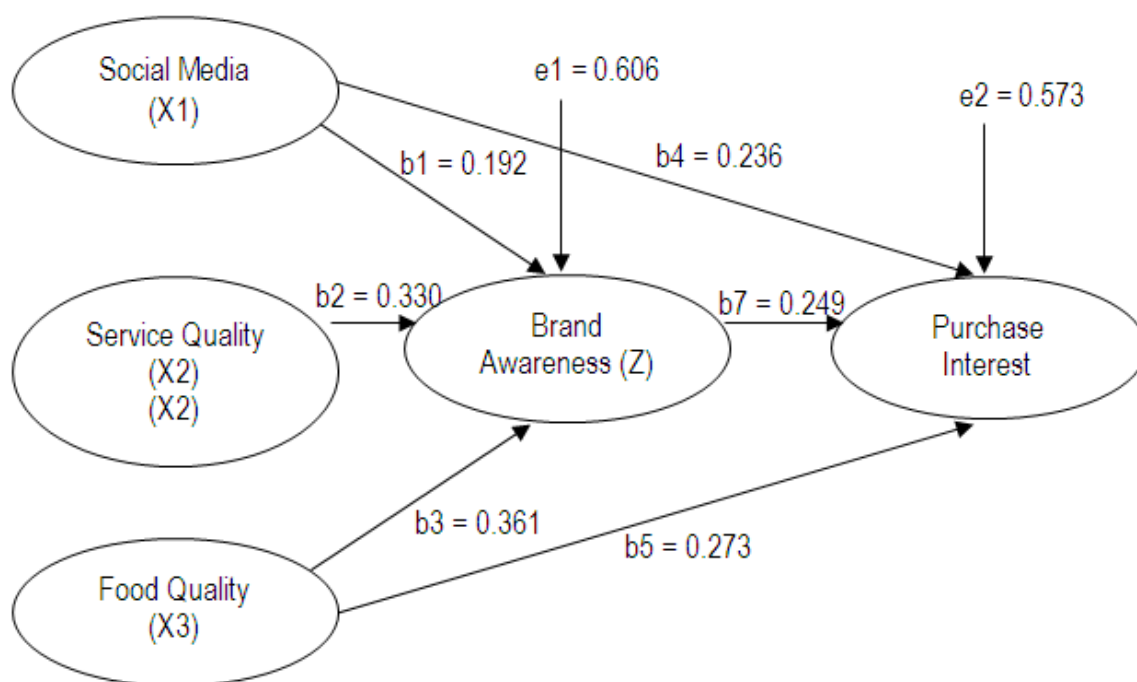 Social Media
(X1)
e1 = 0.606
e2 = 0.573
b4 = 0.236
b1 = 0.192
b2 = 0.330
b7 = 0.249
Service Quality
(X2)
(X2)
Brand
Awareness (Z)
Purchase
Interest
b3 = 0.361
b5 = 0.273
Food Quality
(X3)